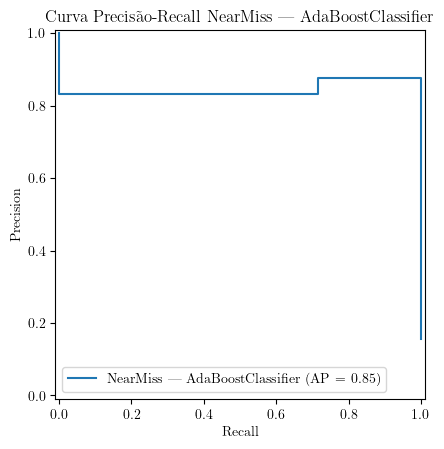 Curva Precisão-Recall NearMiss — AdaBoostClassifier
1.0
0.8
0.6
0.4
0.2
0.0
Precision
NearMiss — AdaBoostClassifier (AP = 0.85)
0.0 0.2 0.4 0.6 0.8 1.0
Recall